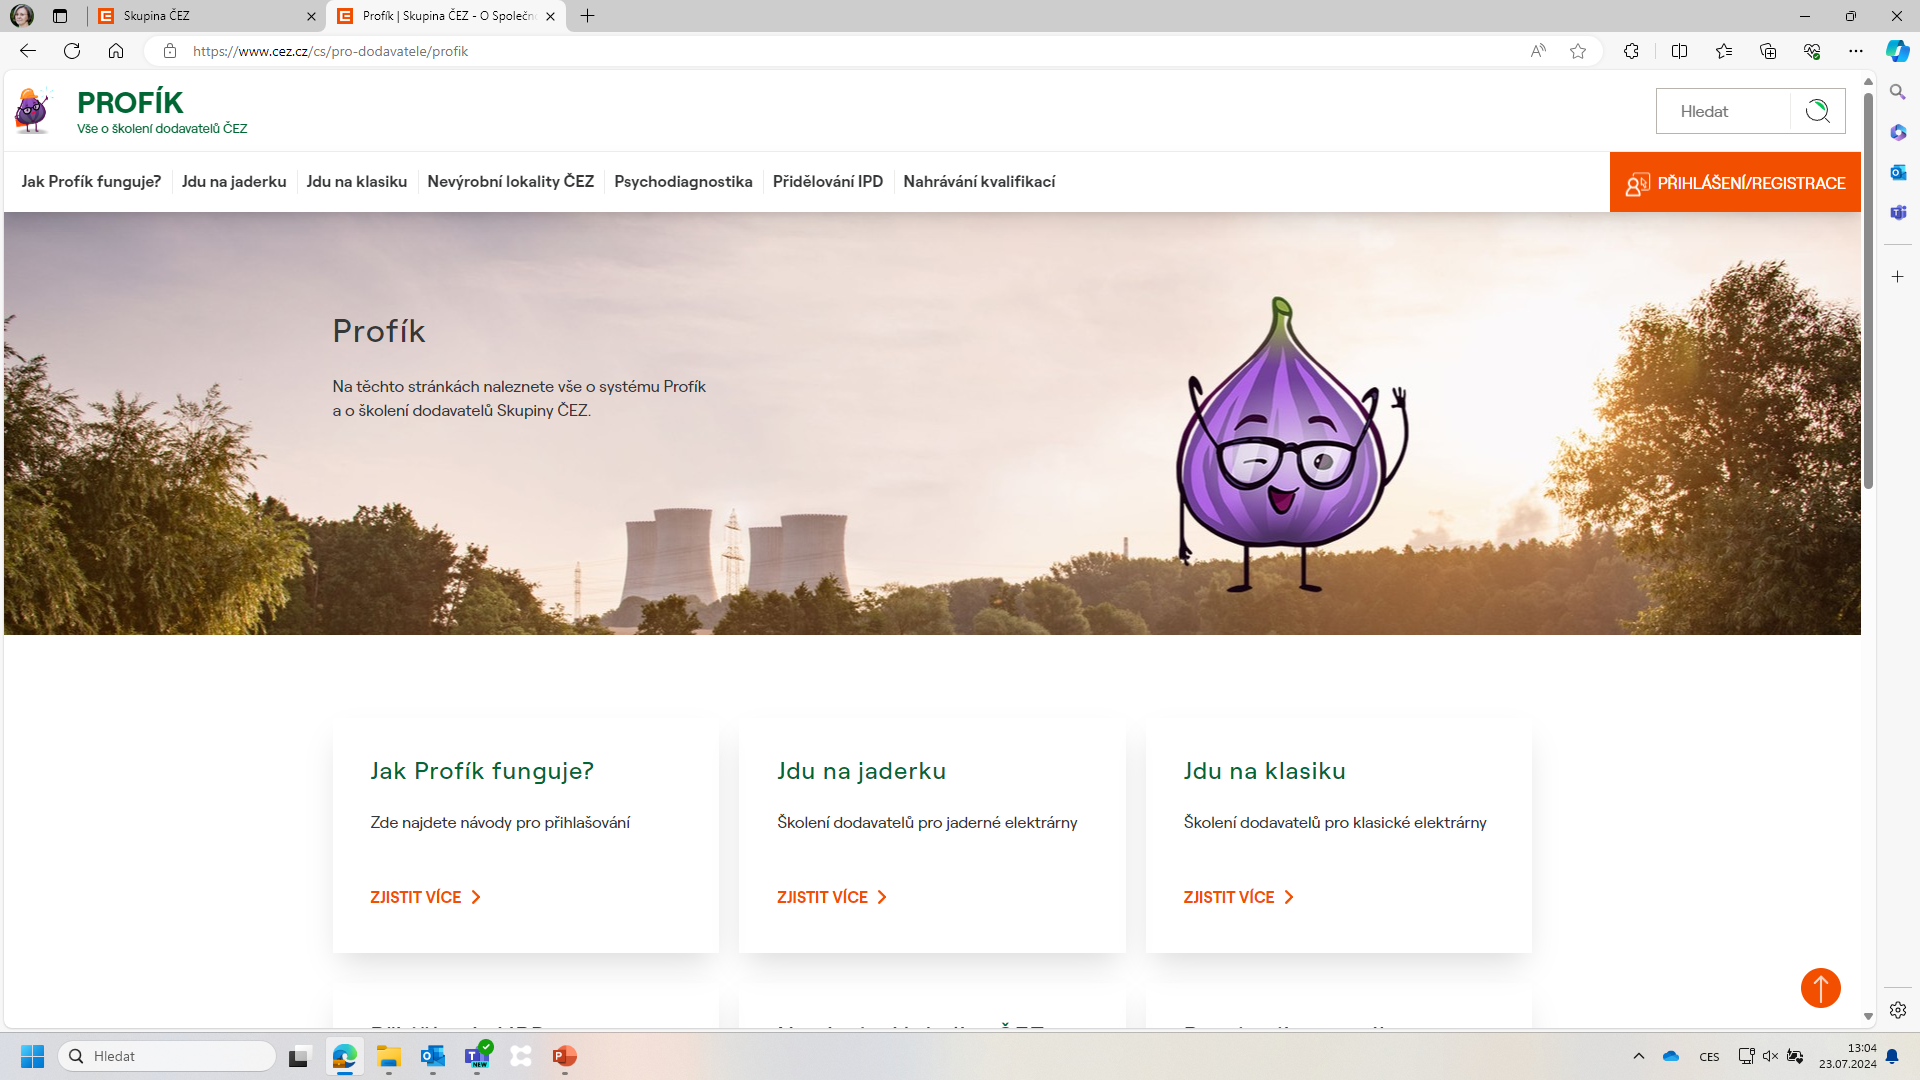 Skupina ČEZ
Profík | Skupina ČEZ - O Společno
https://www.cez.cz/cs/pro-dodavatele/profik
PROFÍK
Vše o školení dodavatelů ČEZ
Hledat
Jak Profík funguje?
Jdu na jaderku
Jdu na klasiku
Nevýrobní lokality ČEZ
Psychodiagnostika
Přidělování IPD
Nahrávání kvalifikací
PŘIHLÁŠENÍ/REGISTRACE
Profík
Na těchto stránkách naleznete vše o systému Profík
a o školení dodavatelů Skupiny ČEZ.
Jak Profík funguje?
Zde najdete návody pro přihlašování
ZJISTIT VÍCE
Jdu na jaderku
Školení dodavatelů pro jaderné elektrárny
ZJISTIT VÍCE
Jdu na klasiku
Školení dodavatelů pro klasické elektrárny
ZJISTIT VÍCE
Hledat
NEW
CES
13:04
23.07.2024